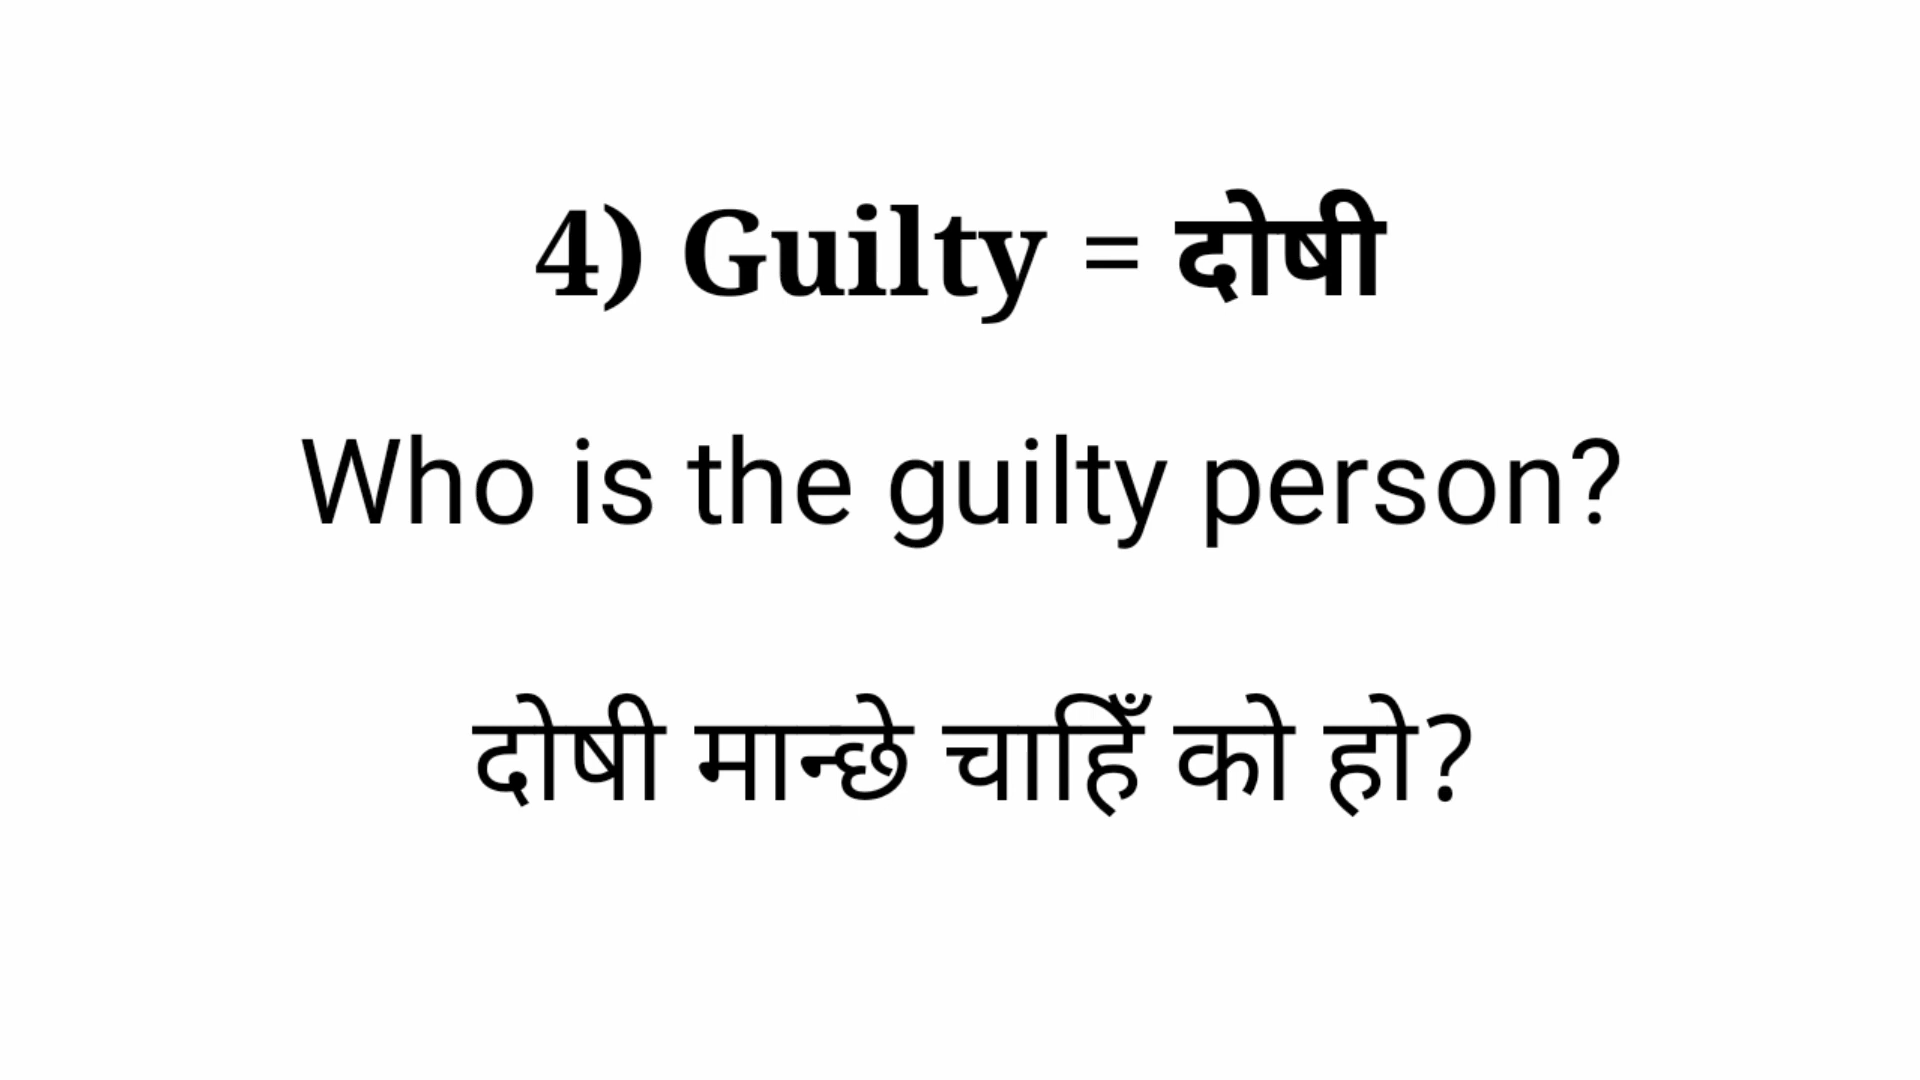 4) Guilty = दोषी
Who is the guilty person?
दोषी मान्छे चाहिँ को हो?